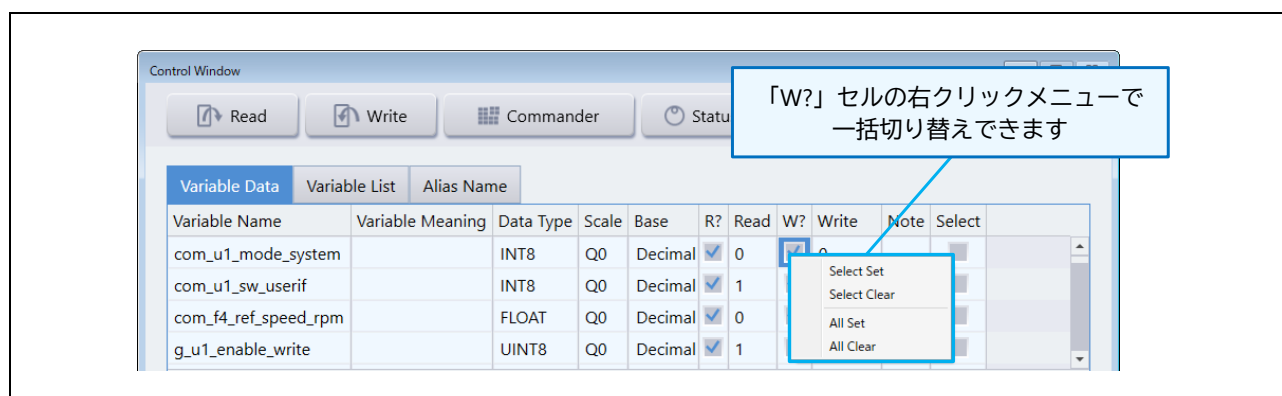 Control Window
「W?」セルの右クリックメニューで
一括切り替えできます
Read Write Commander Statu
Variable Data Variable List Alias Name
Variable Name Variable Meaning Data Type Scale Base R? Read W? Write Note Select
com_u1_mode_system INT8 Q0 Decimal 0 0
com_u1_sw_userif INT8 Q0 Decimal 1
com_f4_ref_speed_rpm FLOAT Q0 Decimal 0
g_u1_enable_write UINT8 Q0 Decimal 1
Select Set
Select Clear
All Set
All Clear